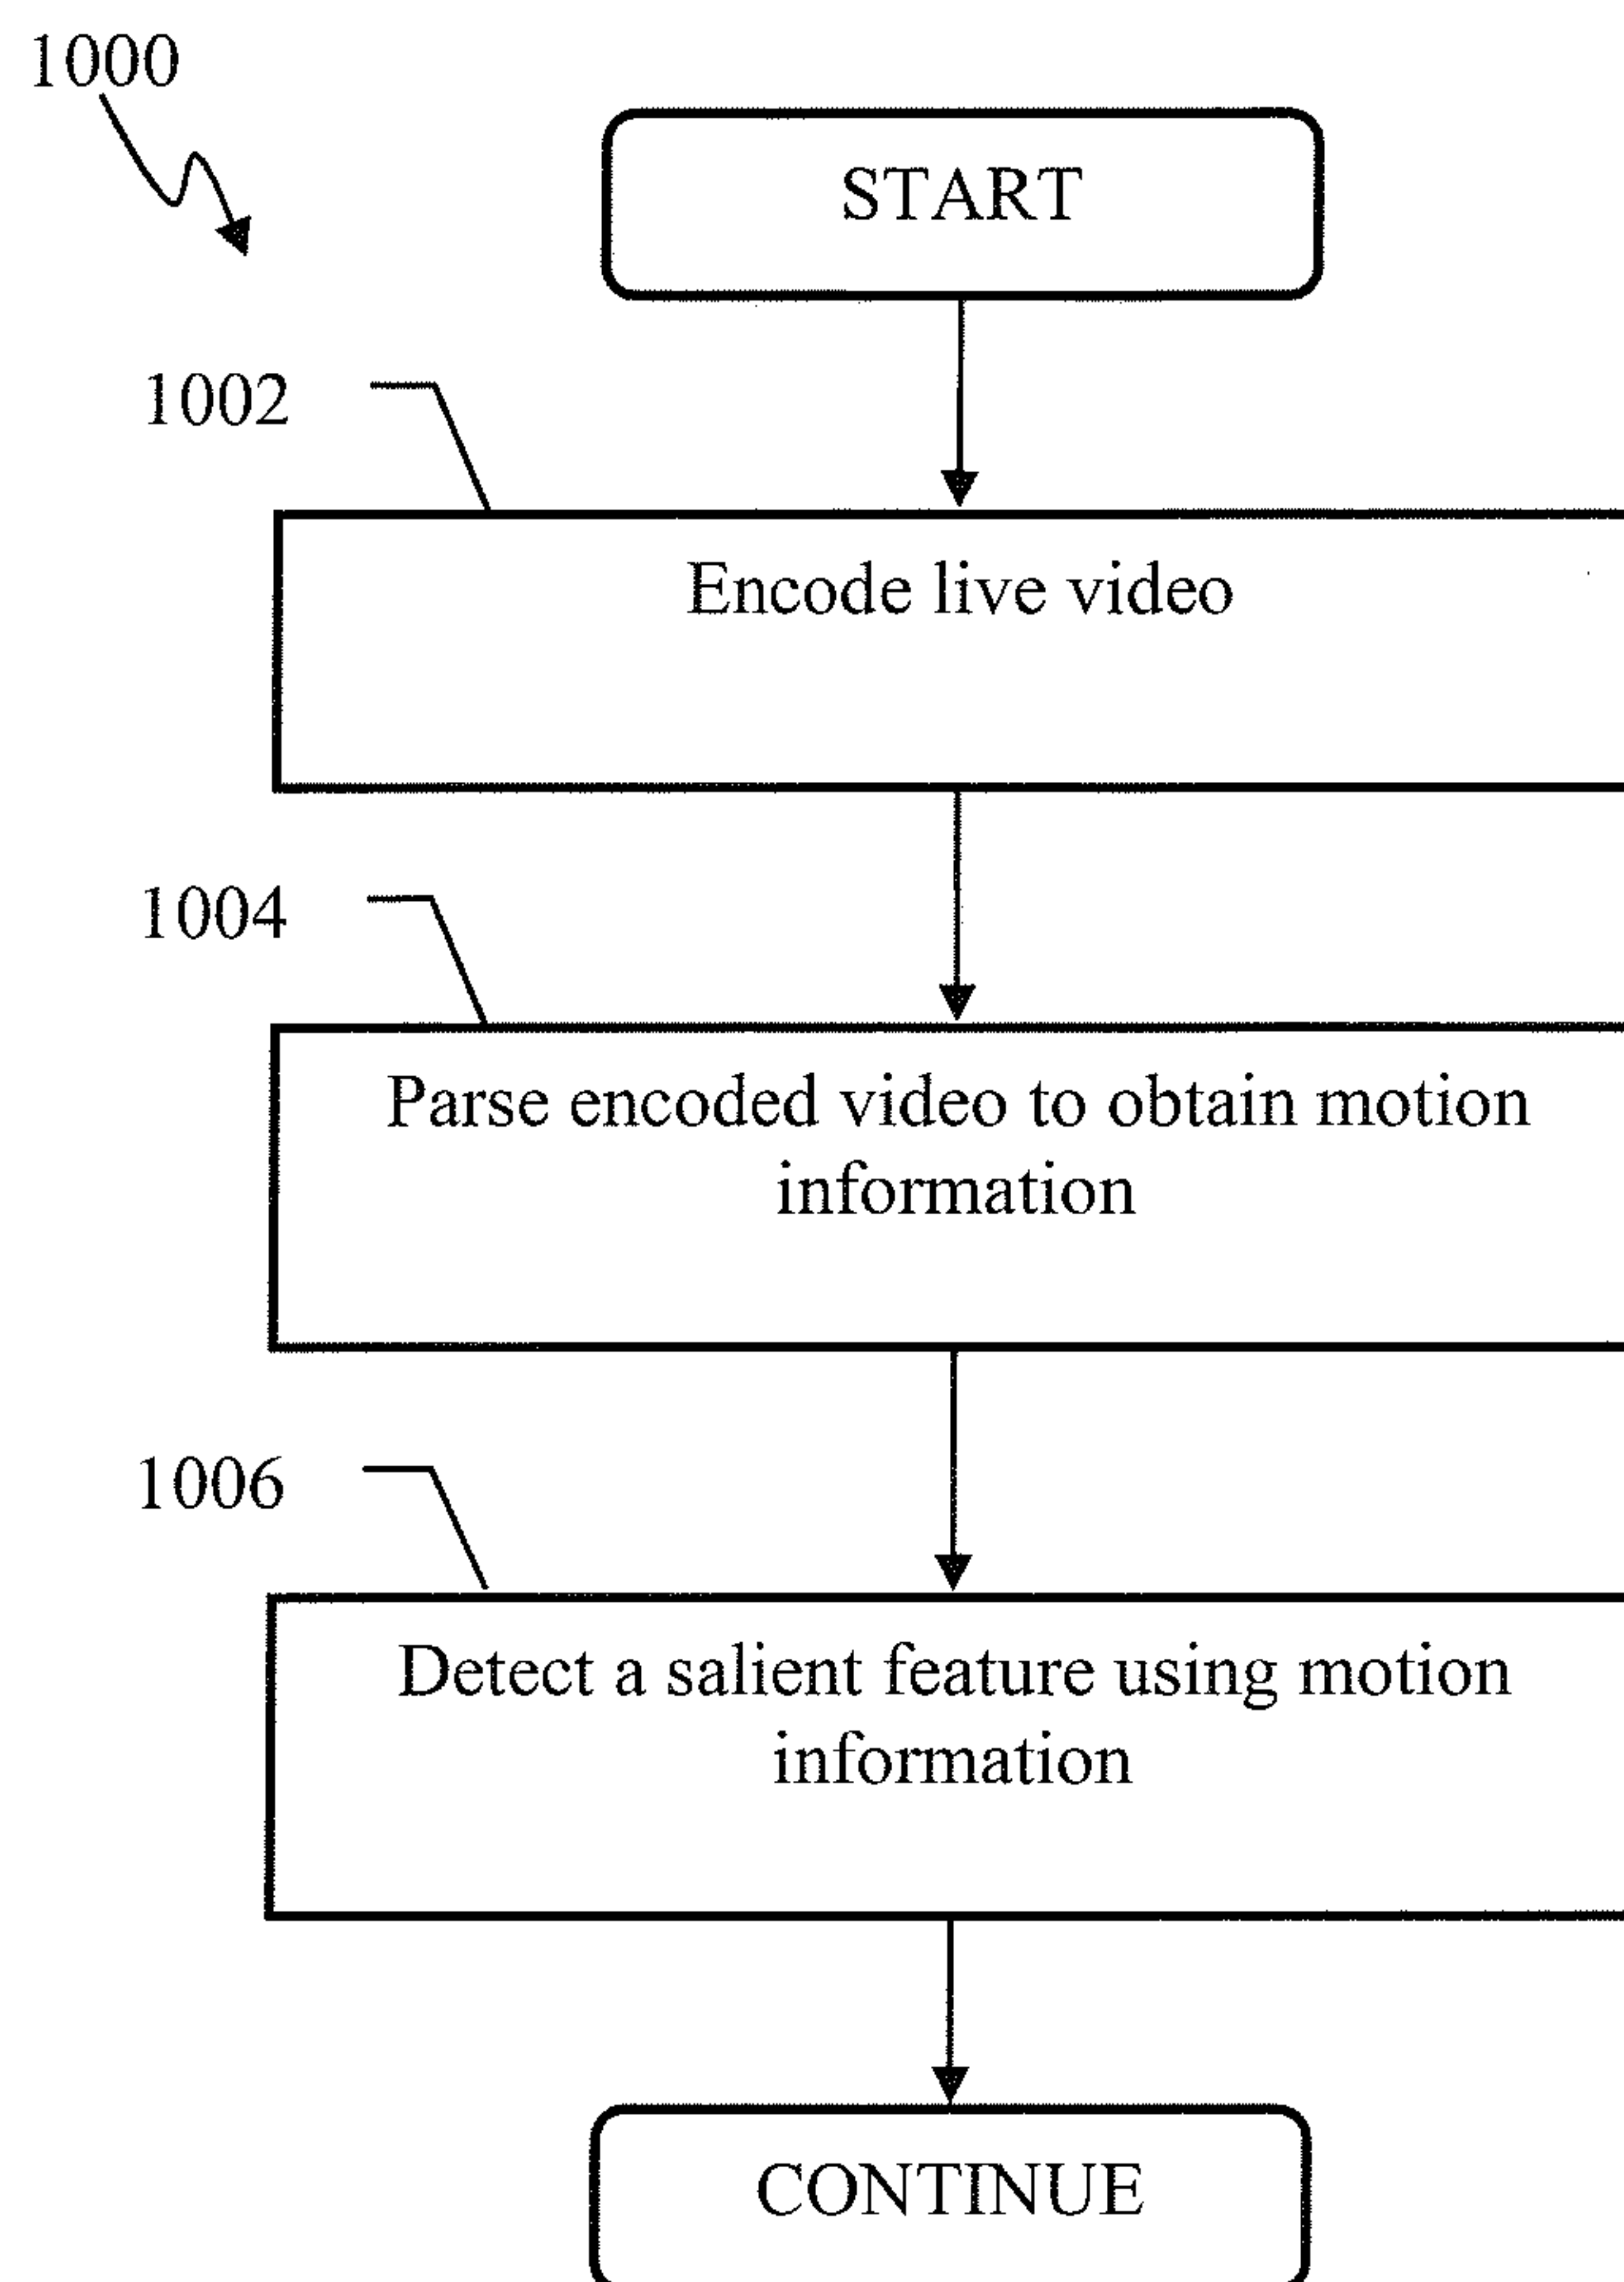 1000
START
1002
Encode live video
1004
Parse encoded video to obtain motion
information
1006
Detect a salient feature using motion
information
CONTINUE